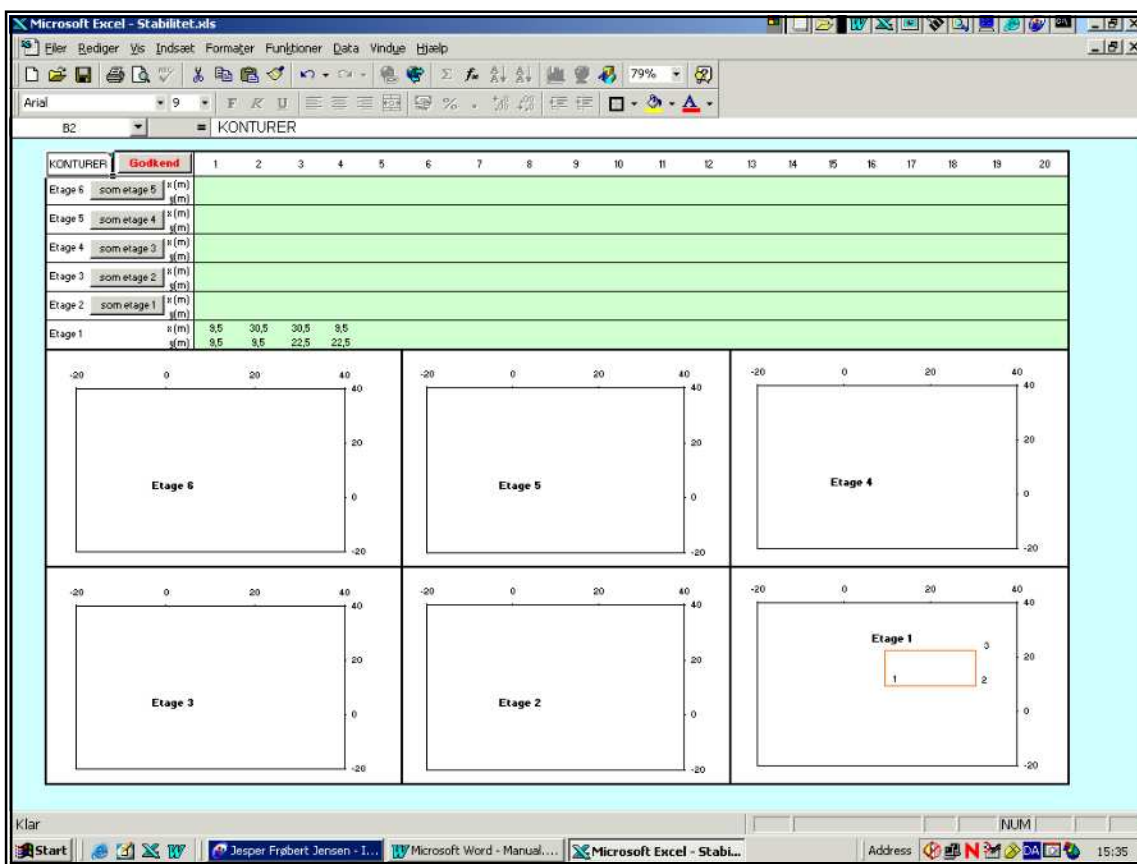 Microsoft Excel - Stabilitet.xls
Filer Rediger Vis Indsæt Formater Funktioner Data Vindue Hjælp
79%
Arial 9 F K U
B2 = KONTURER
KONTURER Godkend 1 2 3 4 5 6 7 8 9 10 11 12 13 14 15 16 17 18 19 20
Etage 6 som etage 5 x(m)
y(m)
Etage 5 som etage 4 x(m)
y(m)
Etage 4 som etage 3 x(m)
y(m)
Etage 3 som etage 2 x(m)
y(m)
Etage 2 som etage 1 x(m)
y(m)
Etage 1 x(m) 9,5 30,5 30,5 9,5
y(m) 9,5 9,5 22,5 22,5
-20 0 20 40
40
20
Etage 6
0
-20
-20 0 20 40
40
20
Etage 5
0
-20
-20 0 20 40
40
20
Etage 4
0
-20
-20 0 20 40
40
20
Etage 3
0
-20
-20 0 20 40
40
20
Etage 2
0
-20
-20 0 20 40
40
Etage 1
3
20
1 2
0
-20
Klar NUM
Start Jesper Frøbert Jensen - I... Microsoft Word - Manual.... Microsoft Excel - Stabi... Address DA 15:35